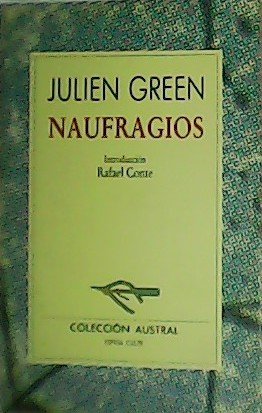 JULIEN GREEN
NAUFRAGIOS
Introducción
Rafael Conte
COLECCIÓN AUSTRAL
ESPASA CALPE